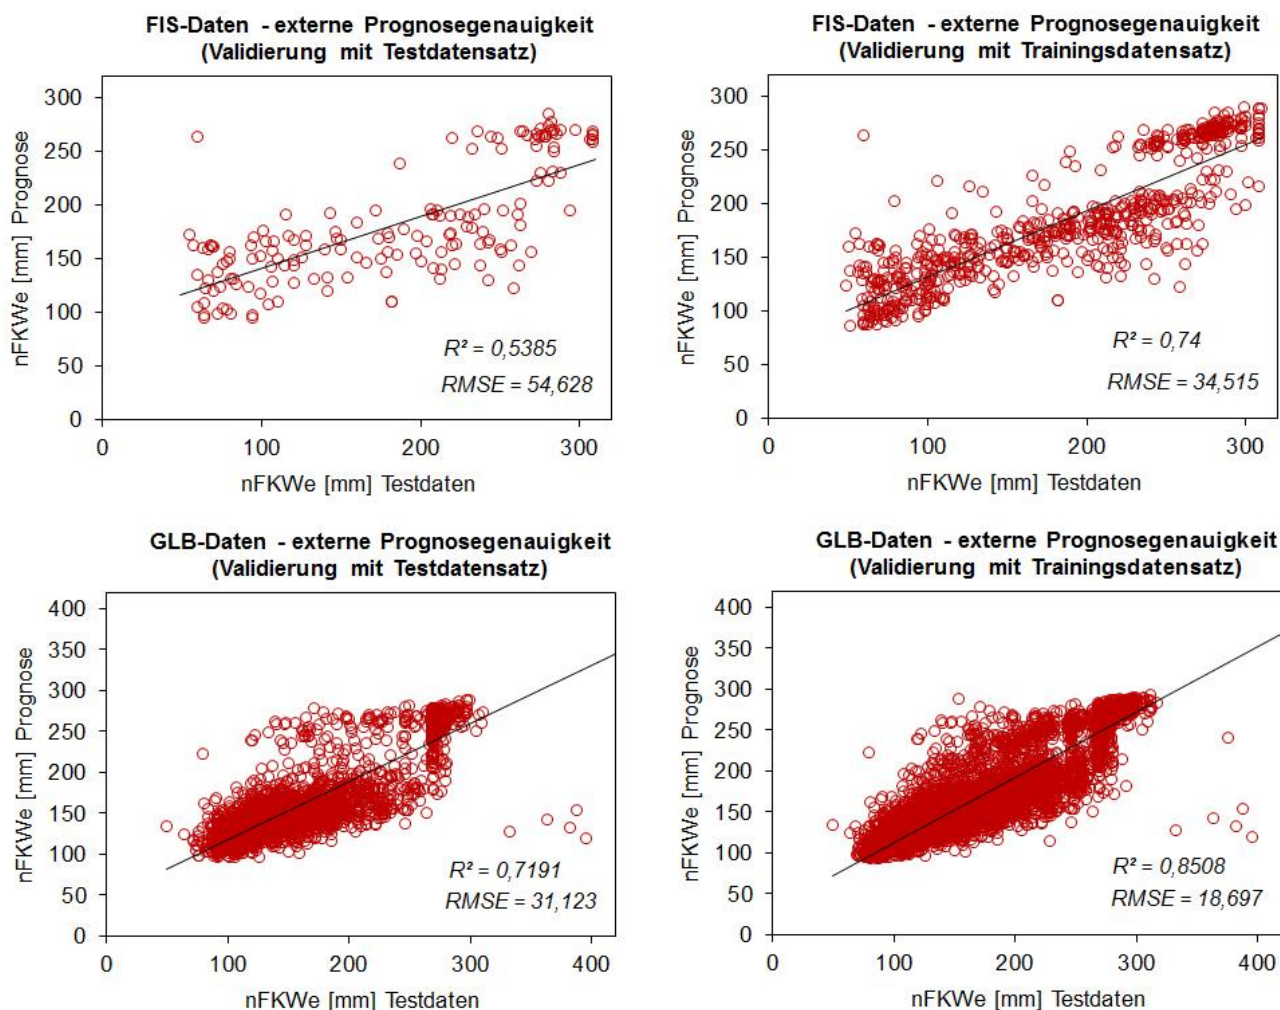 FIS-Daten - externe Prognosegenauigkeit
(Validierung mit Testdatensatz)
300
250
200
150
100
50
0
nFKWe [mm] Prognose
R² = 0,5385
RMSE = 54,628
0 100 200 300
nFKWe [mm] Testdaten
FIS-Daten - externe Prognosegenauigkeit
(Validierung mit Trainingsdatensatz)
300
250
200
150
100
50
0
nFKWe [mm] Prognose
R² = 0,74
RMSE = 34,515
0 100 200 300
nFKWe [mm] Testdaten
GLB-Daten - externe Prognosegenauigkeit
(Validierung mit Testdatensatz)
400
350
300
250
200
150
100
50
0
nFKWe [mm] Prognose
R² = 0,7191
RMSE = 31,123
0 100 200 300 400
nFKWe [mm] Testdaten
GLB-Daten - externe Prognosegenauigkeit
(Validierung mit Trainingsdatensatz)
400
350
300
250
200
150
100
50
0
nFKWe [mm] Prognose
R² = 0,8508
RMSE = 18,697
0 100 200 300 400
nFKWe [mm] Testdaten